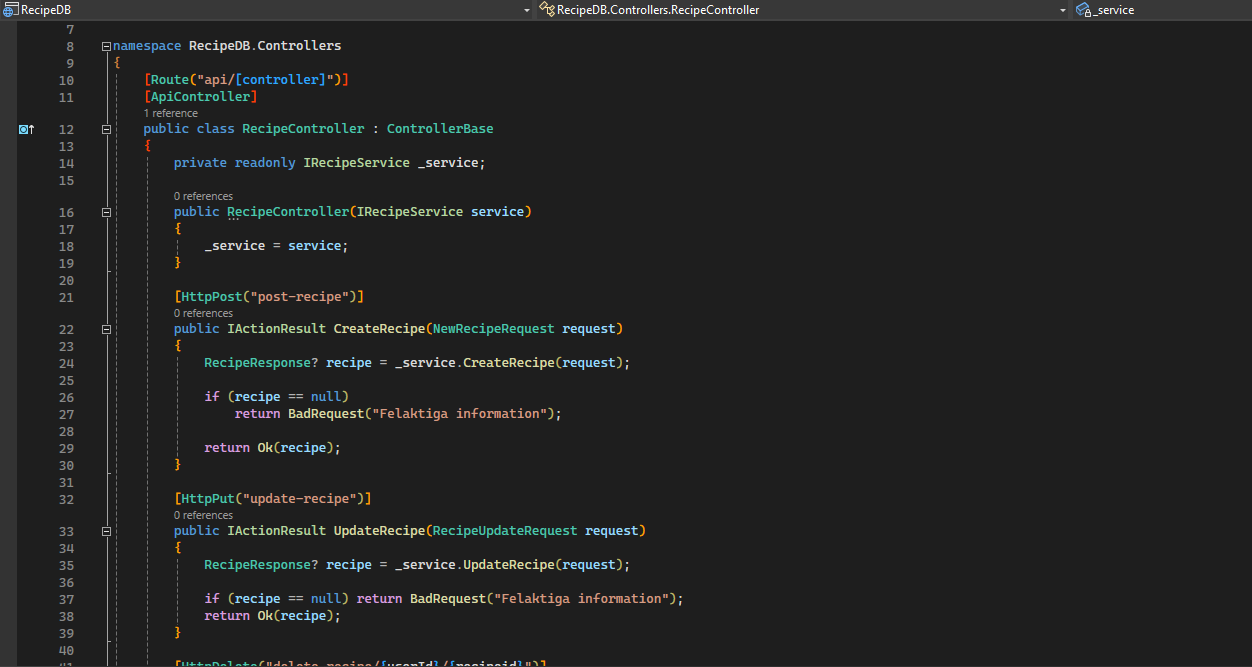 RecipeDB RecipeDB.Controllers.RecipeController _service
7
8 namespace RecipeDB.Controllers
9 {
10 [Route("api/[controller]")]
11 [ApiController]
1 reference
12 public class RecipeController : ControllerBase
13 {
14 private readonly IRecipeService _service;
15
0 references
16 public RecipeController(IRecipeService service)
17 {
18 _service = service;
19 }
20
21 [HttpPost("post-recipe")]
0 references
22 public IActionResult CreateRecipe(NewRecipeRequest request)
23 {
24 RecipeResponse? recipe = _service.CreateRecipe(request);
25
26 if (recipe == null)
27 return BadRequest("Felaktiga information");
28
29 return Ok(recipe);
30 }
31
32 [HttpPut("update-recipe")]
0 references
33 public IActionResult UpdateRecipe(RecipeUpdateRequest request)
34 {
35 RecipeResponse? recipe = _service.UpdateRecipe(request);
36
37 if (recipe == null) return BadRequest("Felaktiga information");
38 return Ok(recipe);
39 }
40
41 [HttpDelete("delete-recipe/{userId}/{recipeid}")]